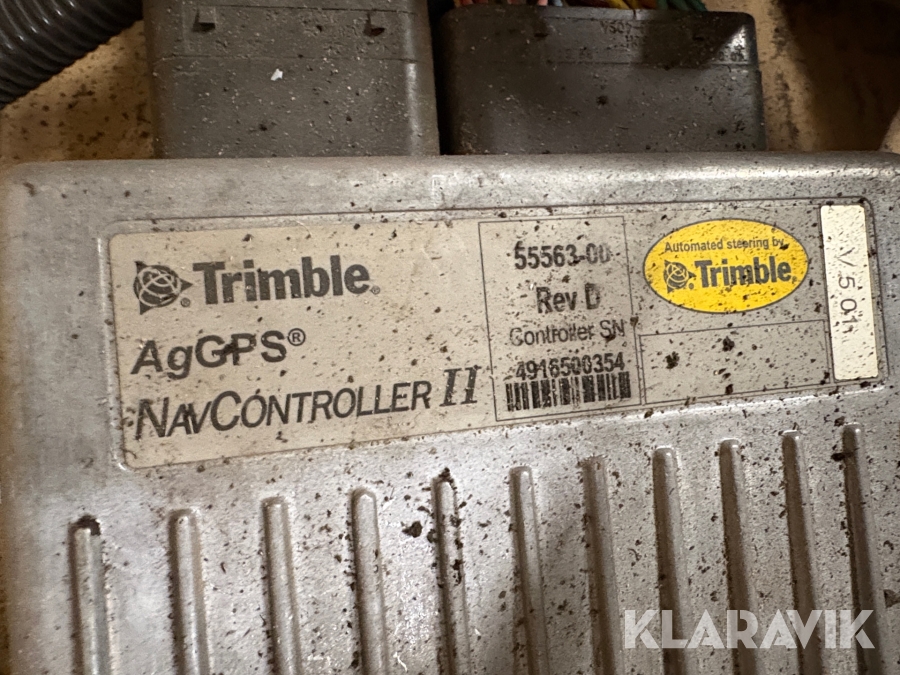 Trimble®
AgGPS®
NAVCONTROLLER II
55563-00
Rev D
Controller SN
4916500354
Automated steering by
Trimble
V 5.01
KLARAVIK